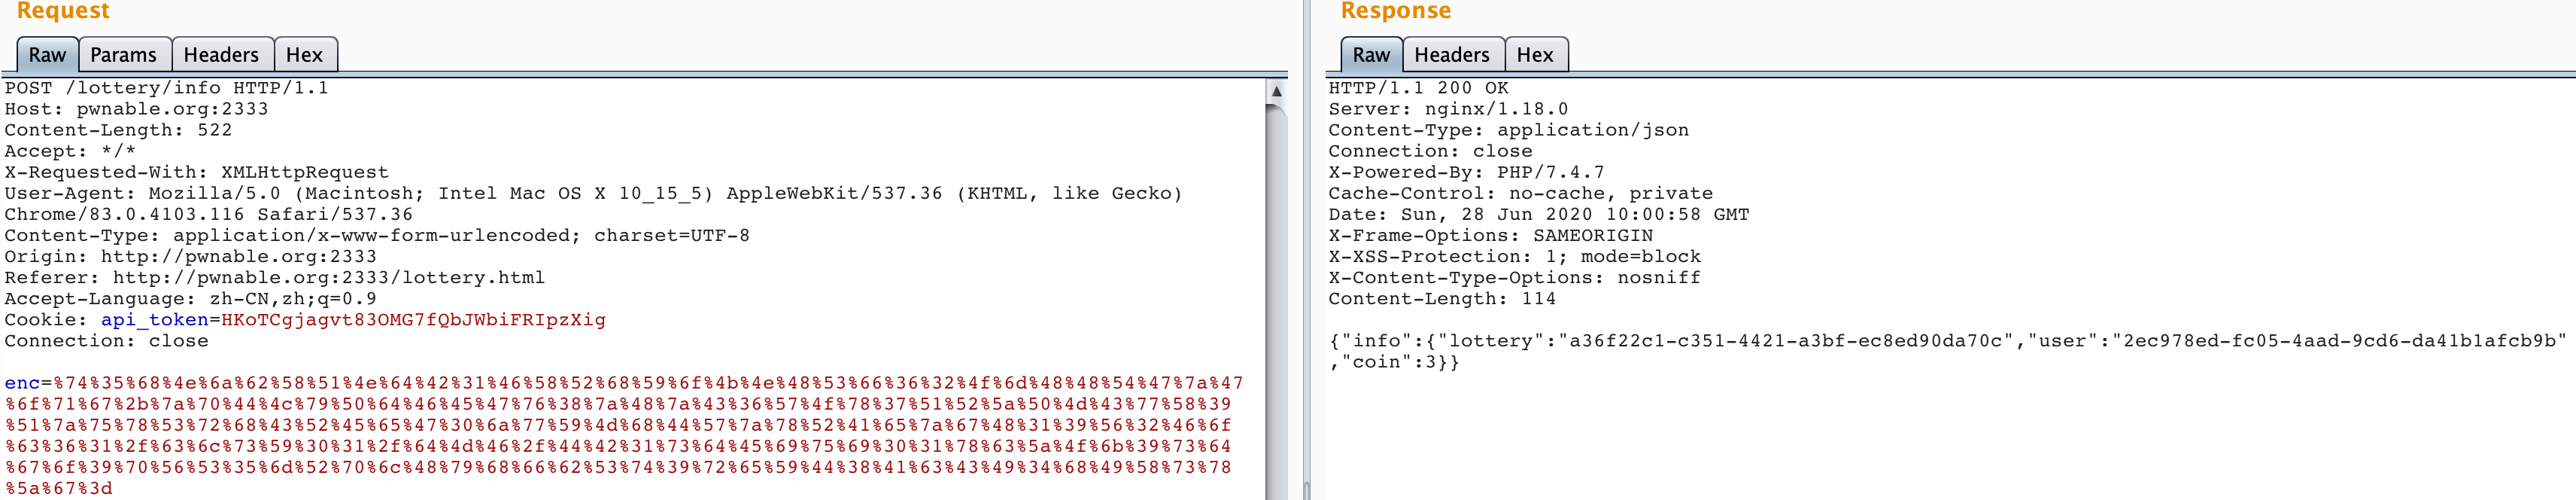 Request
Raw Params Headers Hex
POST /lottery/info HTTP/1.1
Host: pwnable.org:2333
Content-Length: 522
Accept: */*
X-Requested-With: XMLHttpRequest
User-Agent: Mozilla/5.0 (Macintosh; Intel Mac OS X 10_15_5) AppleWebKit/537.36 (KHTML, like Gecko)
Chrome/83.0.4103.116 Safari/537.36
Content-Type: application/x-www-form-urlencoded; charset=UTF-8
Origin: http://pwnable.org:2333
Referer: http://pwnable.org:2333/lottery.html
Accept-Language: zh-CN,zh;q=0.9
Cookie: api_token=HKoTCgjagvt83OMG7fQbJWbiFRIpzXig
Connection: close
enc=%74%35%68%4e%6a%62%58%51%4e%64%42%31%46%58%52%68%59%6f%4b%4e%48%53%66%36%32%4f%6d%48%48%54%47%7a%47
%6f%71%67%2b%7a%70%44%4c%79%50%64%46%45%47%76%38%7a%48%7a%43%36%57%4f%78%37%51%52%5a%50%4d%43%77%58%39
%51%7a%75%78%53%72%68%43%52%45%65%47%30%6a%77%59%4d%68%44%57%7a%78%52%41%65%7a%67%48%31%39%56%32%46%6f
%63%36%31%2f%63%6c%73%59%30%31%2f%64%4d%46%2f%44%42%31%73%64%45%69%75%69%30%31%78%63%5a%4f%6b%39%73%64
%67%6f%39%70%56%53%35%6d%52%70%6c%48%79%68%66%62%53%74%39%72%65%59%44%38%41%63%43%49%34%68%49%58%73%78
%5a%67%3d
Response
Raw Headers Hex
HTTP/1.1 200 OK
Server: nginx/1.18.0
Content-Type: application/json
Connection: close
X-Powered-By: PHP/7.4.7
Cache-Control: no-cache, private
Date: Sun, 28 Jun 2020 10:00:58 GMT
X-Frame-Options: SAMEORIGIN
X-XSS-Protection: 1; mode=block
X-Content-Type-Options: nosniff
Content-Length: 114
{"info":{"lottery":"a36f22c1-c351-4421-a3bf-ec8ed90da70c","user":"2ec978ed-fc05-4aad-9cd6-da41b1afcb9b"
,"coin":3}}